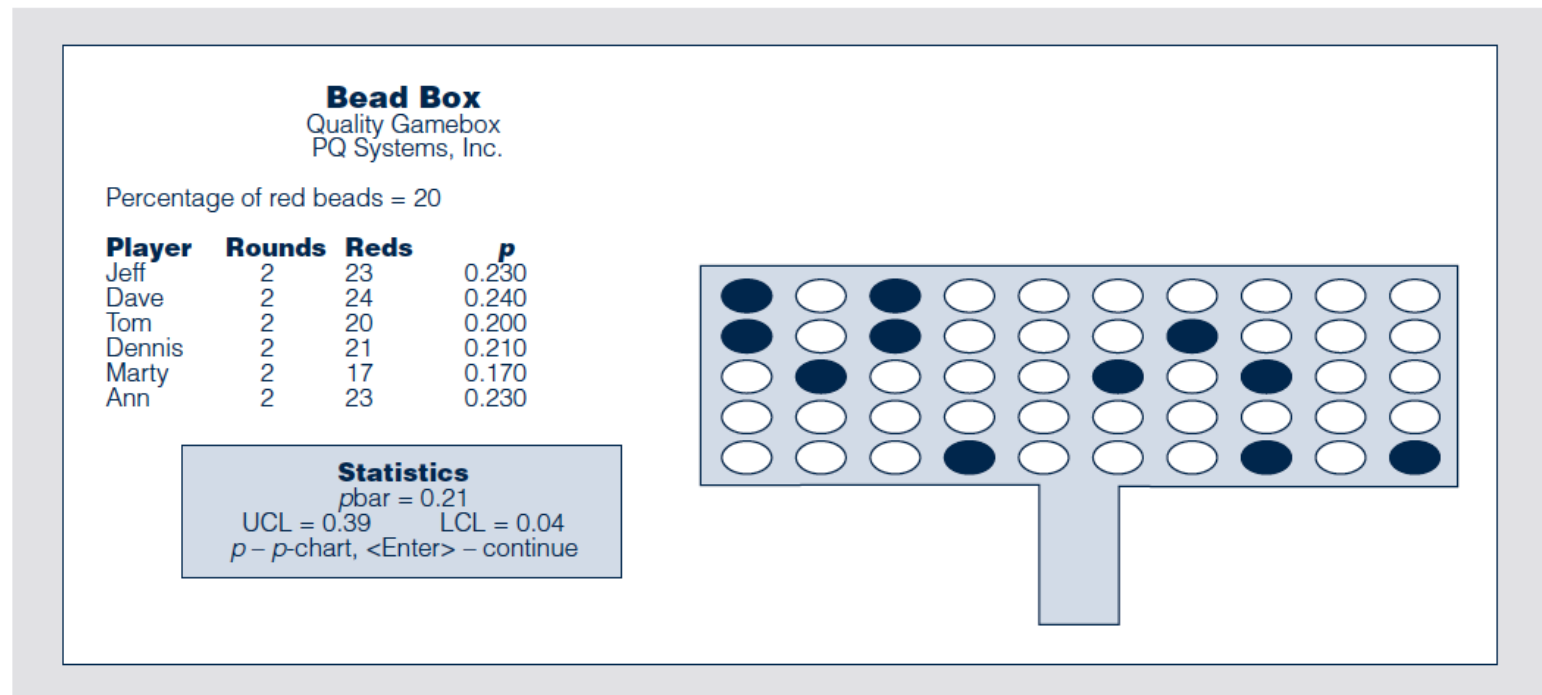 Bead Box
Quality Gamebox
PQ Systems, Inc.
Percentage of red beads = 20
Player Rounds Reds p
Jeff 2 23 0.230
Dave 2 24 0.240
Tom 2 20 0.200
Dennis 2 21 0.210
Marty 2 17 0.170
Ann 2 23 0.230
Statistics
pbar = 0.21
UCL = 0.39 LCL = 0.04
p – p-chart, <Enter> – continue